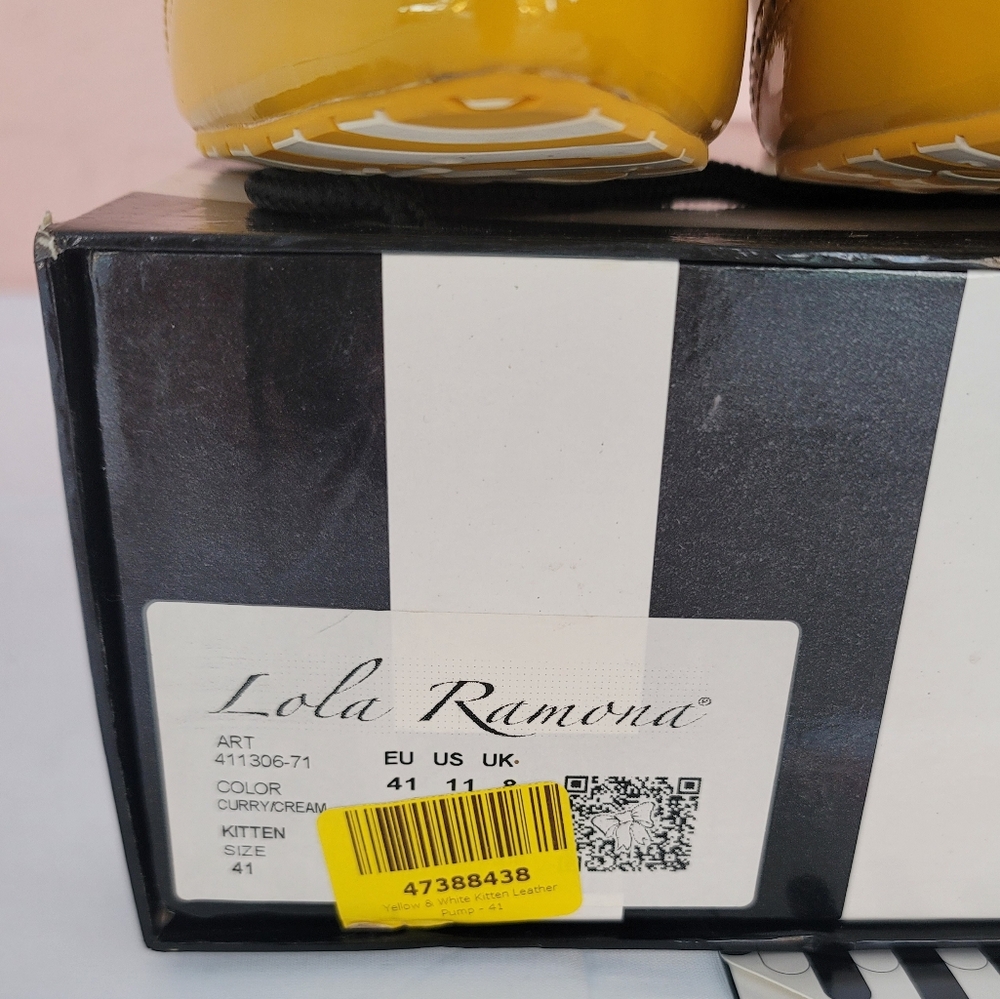 Lola Ramona®
ART
411306-71
EU US UK
41 11 8
COLOR
CURRY/CREAM
KITTEN
SIZE
41
47388438
Yellow & White Kitten Leather
Pump - 41